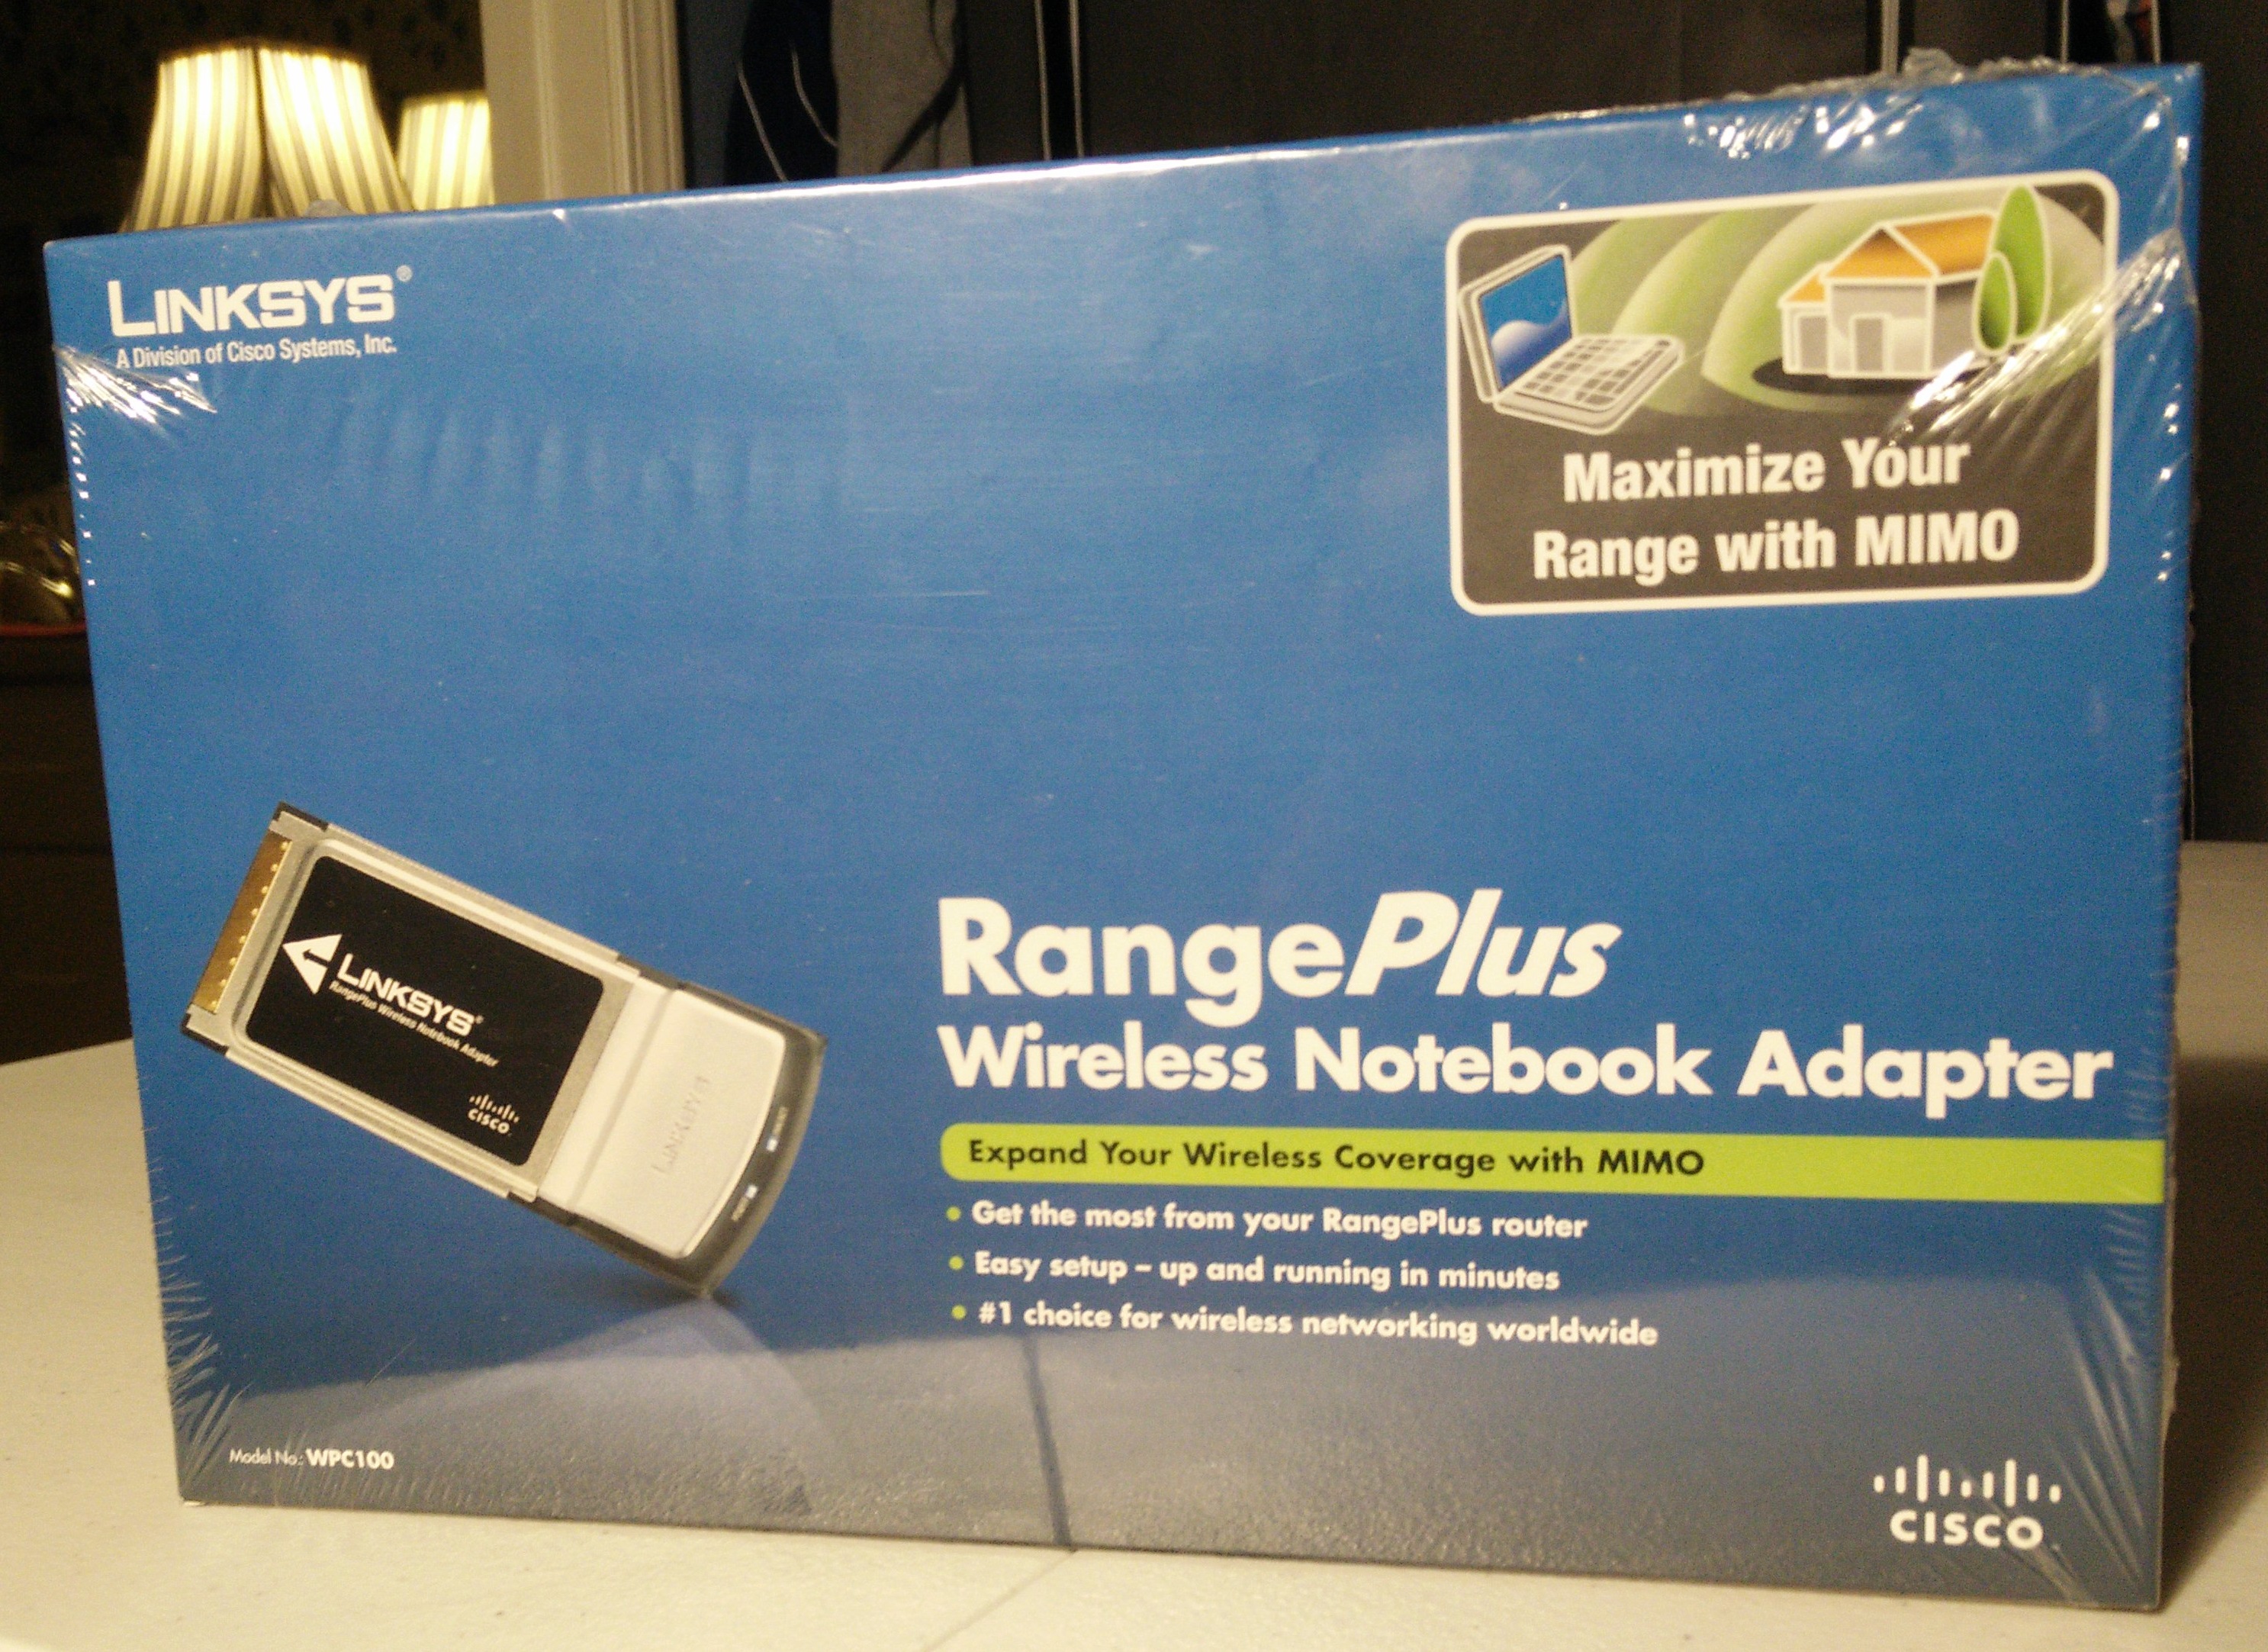 LINKSYS®
A Division of Cisco Systems, Inc.
Maximize Your
Range with MIMO
LINKSYS®
RangePlus Wireless Notebook Adapter
CISCO
LINKSYS
RangePlus
Wireless Notebook Adapter
Expand Your Wireless Coverage with MIMO
• Get the most from your RangePlus router
• Easy setup – up and running in minutes
• #1 choice for wireless networking worldwide
Model No.: WPC100
CISCO